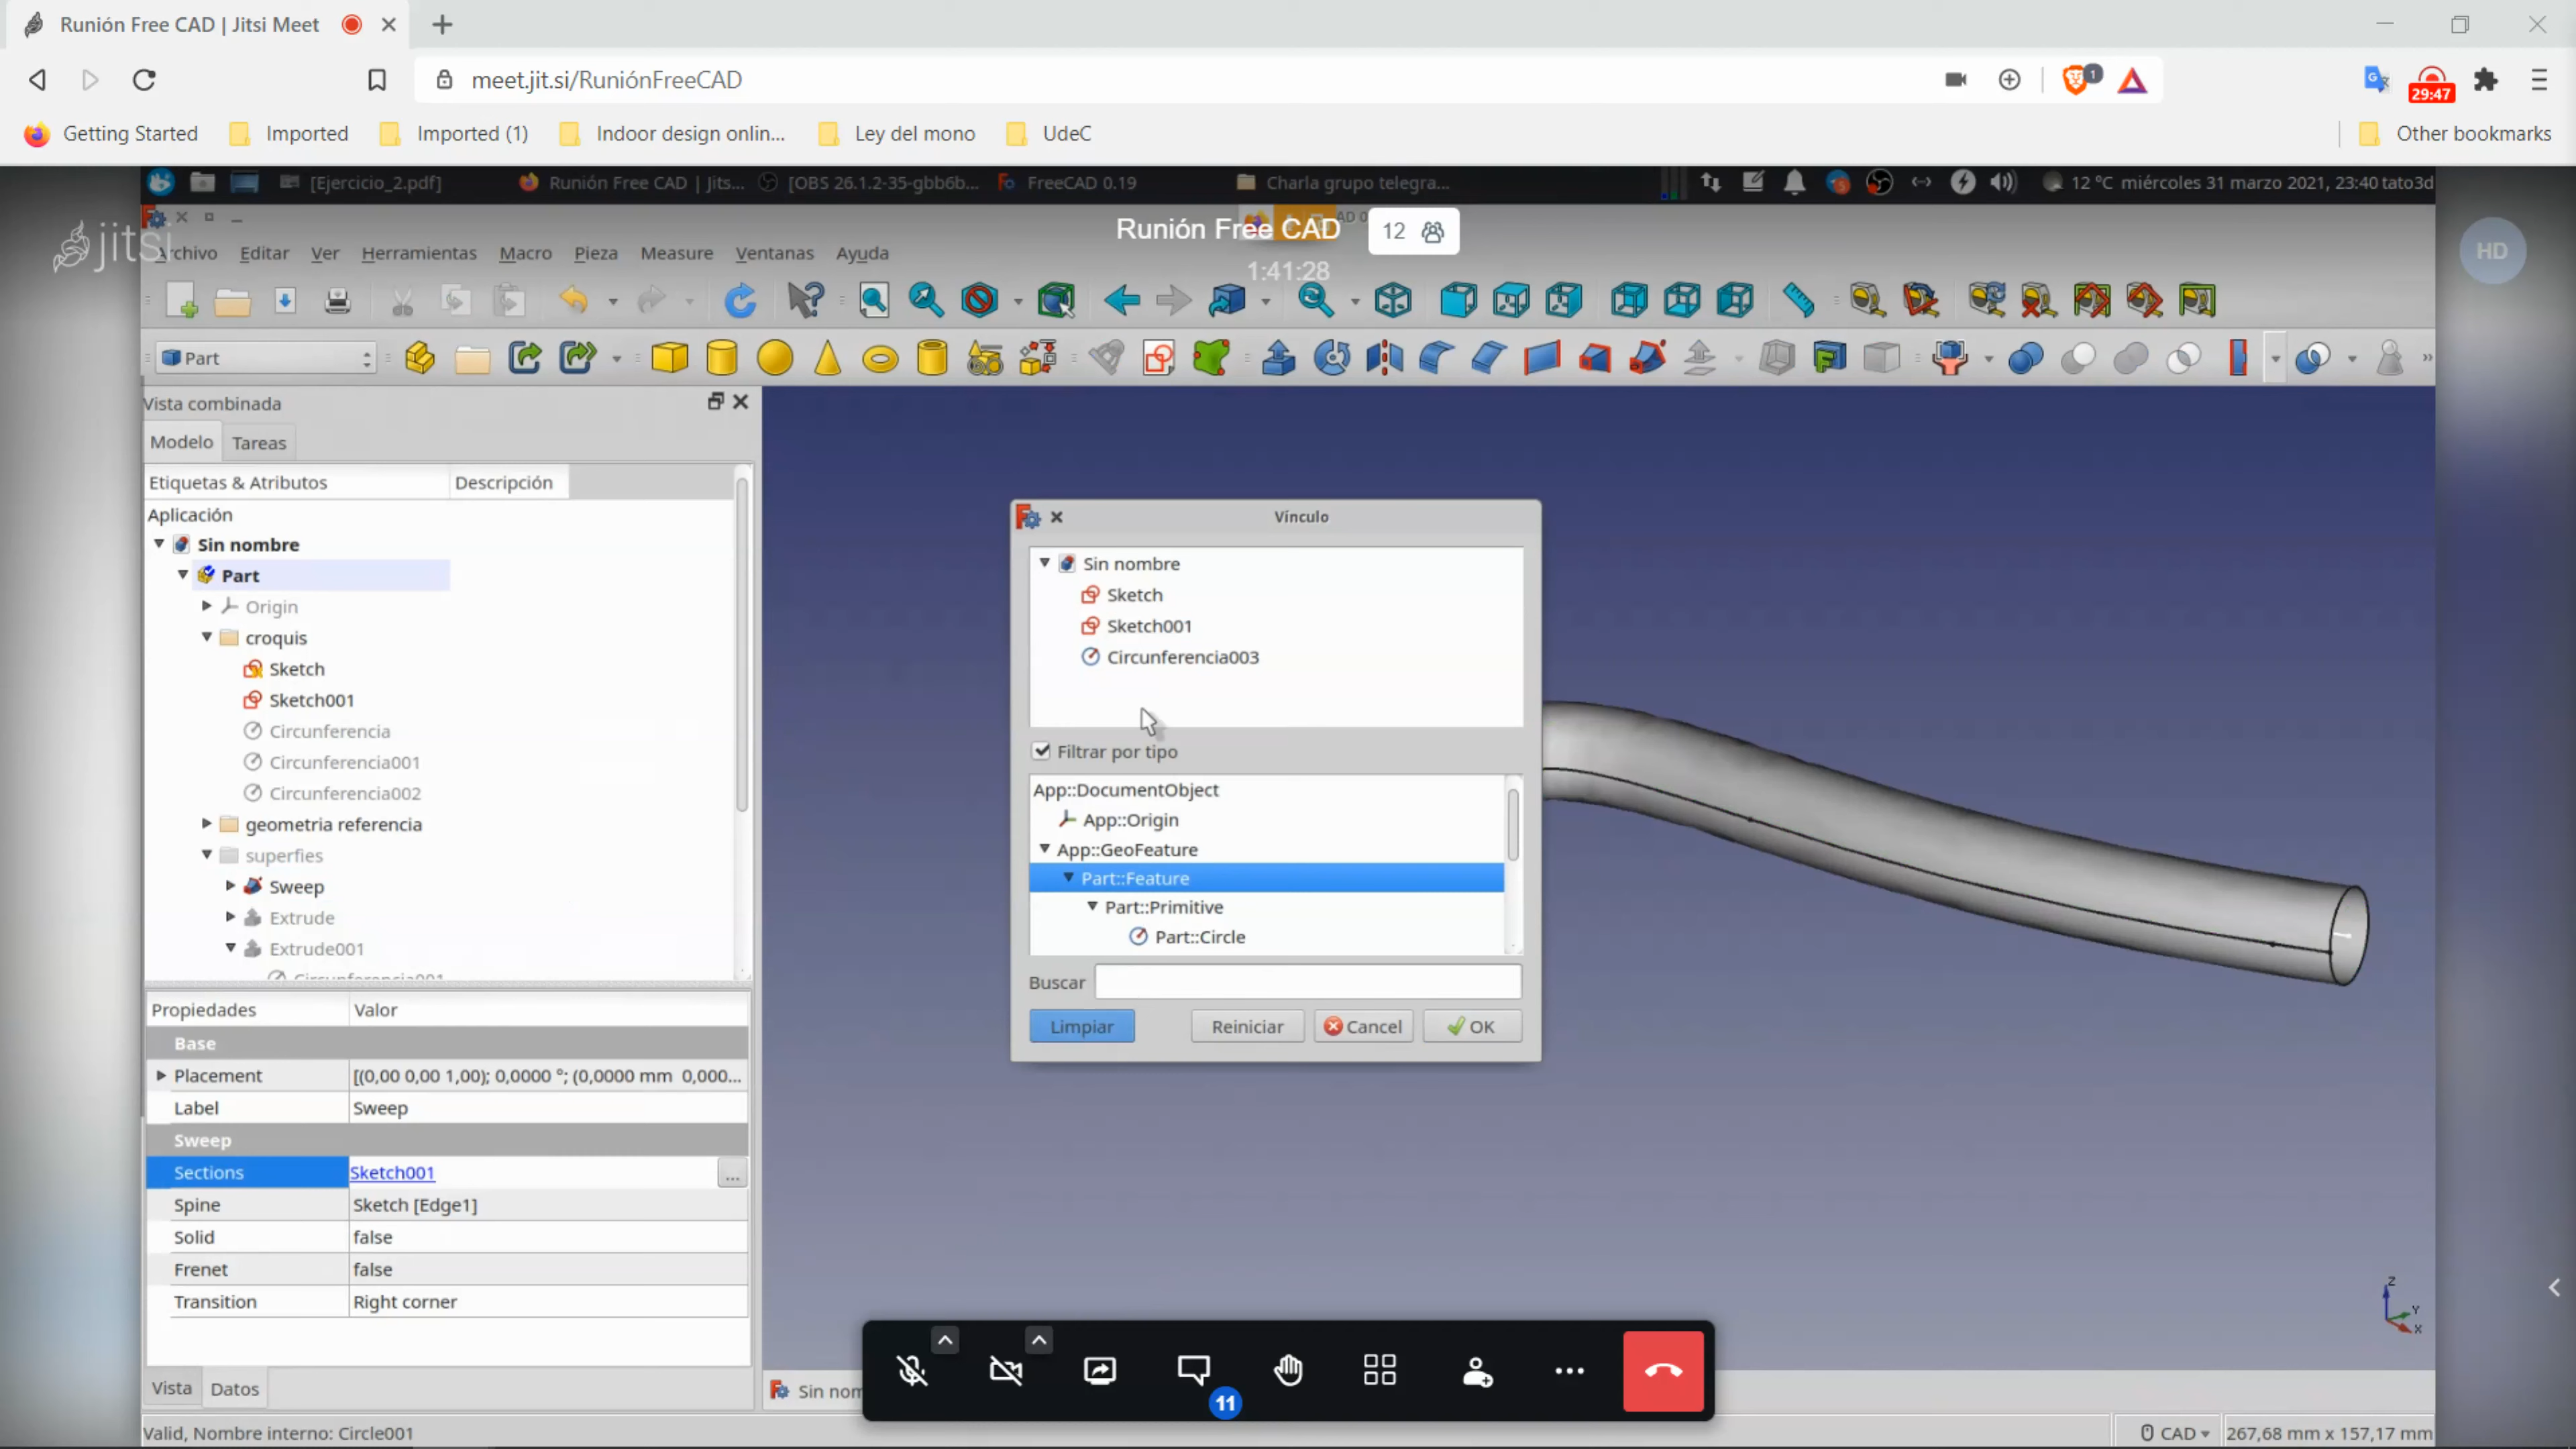 Runión Free CAD | Jitsi Meet
meet.jit.si/RuniónFreeCAD
1
29:47
Getting Started
Imported
Imported (1)
Indoor design onlin...
Ley del mono
UdeC
Other bookmarks
[Ejercicio_2.pdf]
Runión Free CAD | Jits...
[OBS 26.1.2-35-gbb6b...
FreeCAD 0.19
Charla grupo telegra...
12 °C miércoles 31 marzo 2021, 23:40 tato3d
jitsi
Runión Free CAD
12
HD
1:41:28
Archivo Editar Ver Herramientas Macro Pieza Measure Ventanas Ayuda
Part
Vista combinada
Modelo
Tareas
Etiquetas & Atributos
Descripción
Aplicación
Sin nombre
Part
Origin
croquis
Sketch
Sketch001
Circunferencia
Circunferencia001
Circunferencia002
geometria referencia
superfies
Sweep
Extrude
Extrude001
Circunferencia001
Propiedades
Valor
Base
Placement
[(0,00 0,00 1,00); 0,0000 °; (0,0000 mm 0,000...
Label
Sweep
Sweep
Sections
Sketch001
...
Spine
Sketch [Edge1]
Solid
false
Frenet
false
Transition
Right corner
Vista
Datos
Valid, Nombre interno: Circle001
Vínculo
Sin nombre
Sketch
Sketch001
Circunferencia003
Filtrar por tipo
App::DocumentObject
App::Origin
App::GeoFeature
Part::Feature
Part::Primitive
Part::Circle
Buscar
Limpiar
Reiniciar
Cancel
OK
Z
Y
X
Sin nom
11
CAD
267,68 mm x 157,17 mm